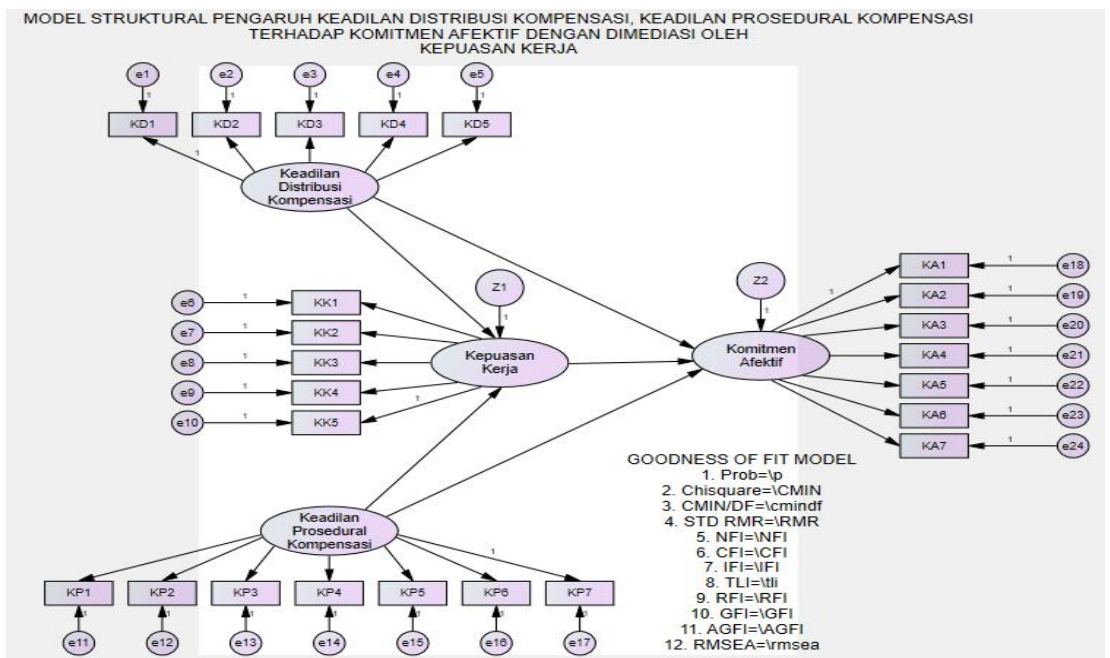 MODEL STRUKTURAL PENGARUH KEADILAN DISTRIBUSI KOMPENSASI, KEADILAN PROSEDURAL KOMPENSASI
TERHADAP KOMITMEN AFEKTIF DENGAN DIMEDIASI OLEH
KEPUASAN KERJA
e1 e2 e3 e4 e5
1 1 1 1 1
KD1 KD2 KD3 KD4 KD5
1
Keadilan
Distribusi
Kompensasi
Z1
1
Z2
1
e6 1 KK1
e7 1 KK2
e8 1 KK3
e9 1 KK4
e10 1 KK5
1
Kepuasan
Kerja
Komitmen
Afektif
1
KA1 1 e18
KA2 1 e19
KA3 1 e20
KA4 1 e21
KA5 1 e22
KA6 1 e23
KA7 1 e24
Keadilan
Prosedural
Kompensasi
1
KP1 KP2 KP3 KP4 KP5 KP6 KP7
1 1 1 1 1 1 1
e11 e12 e13 e14 e15 e16 e17
GOODNESS OF FIT MODEL
1. Prob=\p
2. Chisquare=\CMIN
3. CMIN/DF=\cmindf
4. STD RMR=\RMR
5. NFI=\NFI
6. CFI=\CFI
7. IFI=\IFI
8. TLI=\tli
9. RFI=\RFI
10. GFI=\GFI
11. AGFI=\AGFI
12. RMSEA=\rmsea